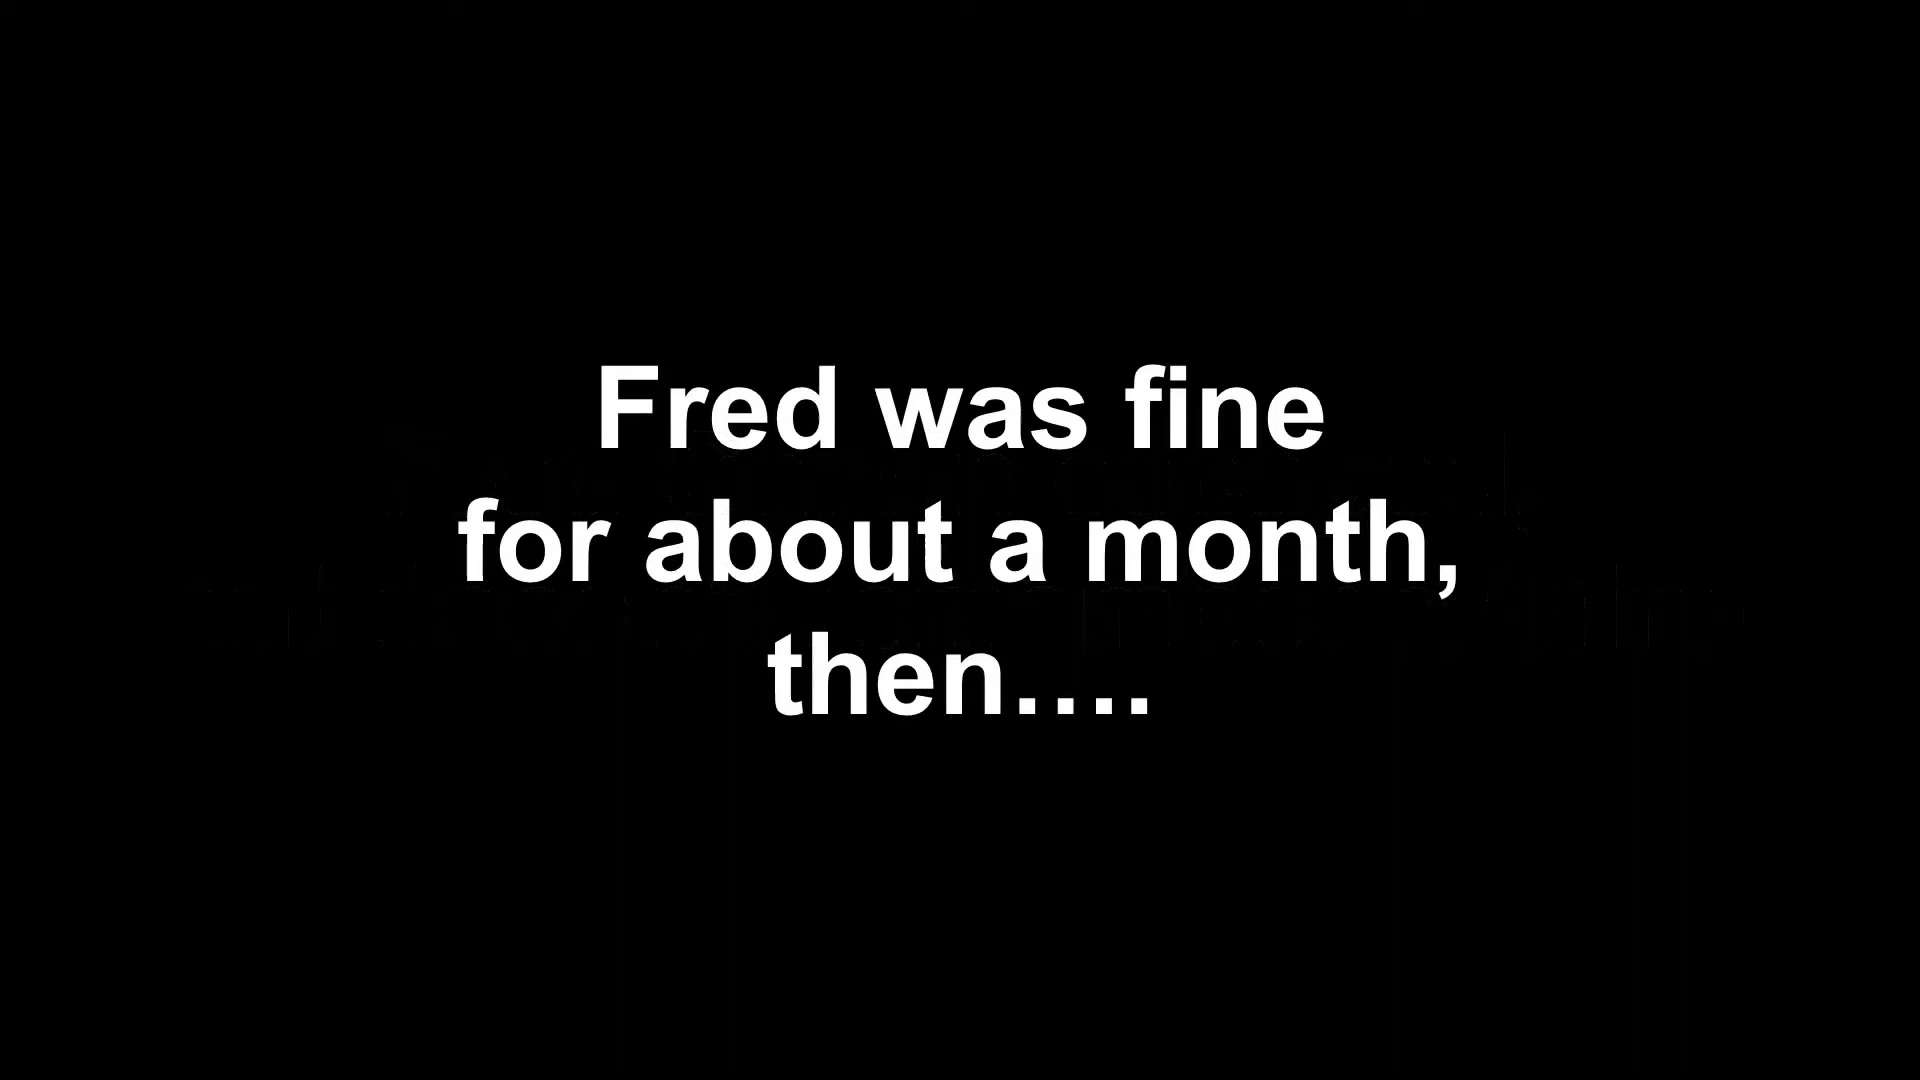 Fred was fine
for about a month,
then….